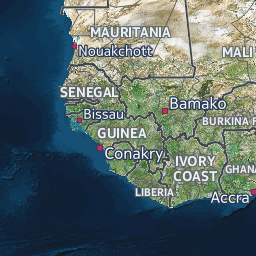 MAURITANIA
Nouakchott
MALI
SENEGAL
Bamako
Bissau
BURKINA F
GUINEA
Conakry
IVORY
COAST
GHANA
LIBERIA
Accra